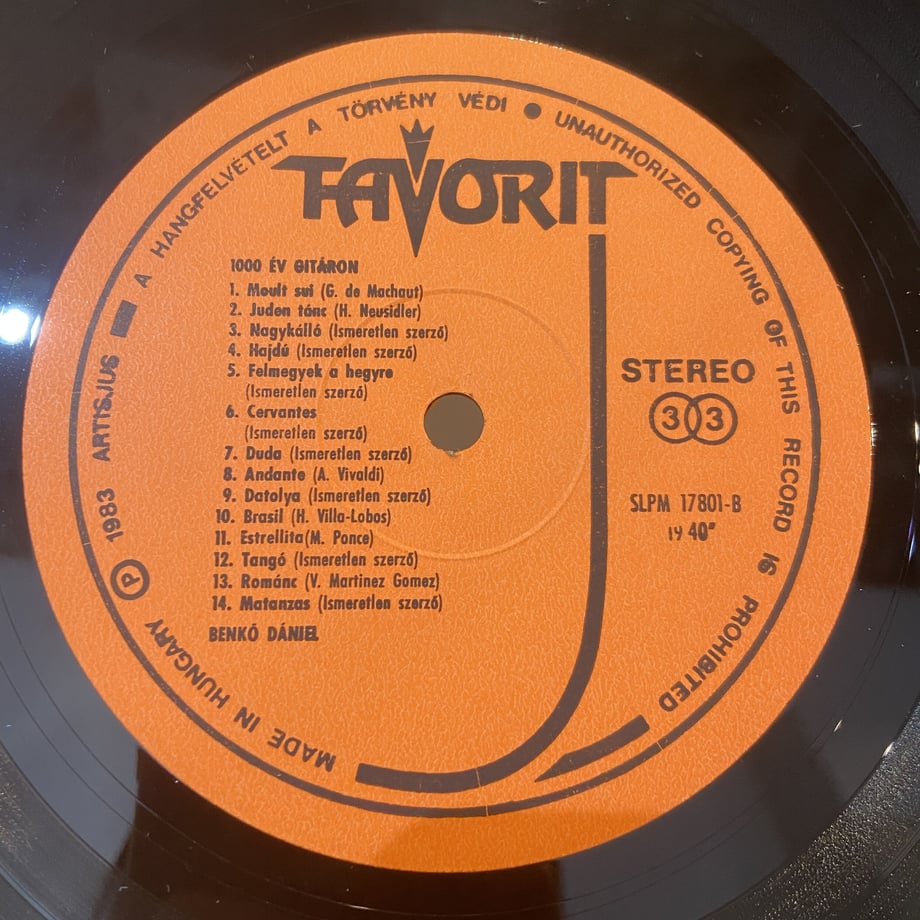 A HANGFELVÉTELT A TÖRVÉNY VÉDI ● UNAUTHORIZED COPYING OF THIS RECORD IS PROHIBITED
FAVORIT
1000 ÉV GITÁRON
1. Moult sui (G. de Machaut)
2. Juden tánc (H. Neusidler)
3. Nagykálló (Ismeretlen szerző)
4. Hajdú (Ismeretlen szerző)
5. Felmegyek a hegyre
(Ismeretlen szerző)
6. Cervantes
(Ismeretlen szerző)
7. Duda (Ismeretlen szerző)
8. Andante (A. Vivaldi)
9. Datolya (Ismeretlen szerző)
10. Brasil (H. Villa-Lobos)
11. Estrellita (M. Ponce)
12. Tangó (Ismeretlen szerző)
13. Románc (V. Martinez Gomez)
14. Matanzas (Ismeretlen szerző)
BENKÓ DÁNIEL
STEREO
33
SLPM 17801-B
19'40"
MADE IN HUNGARY Ⓟ 1983 ARTISJUS